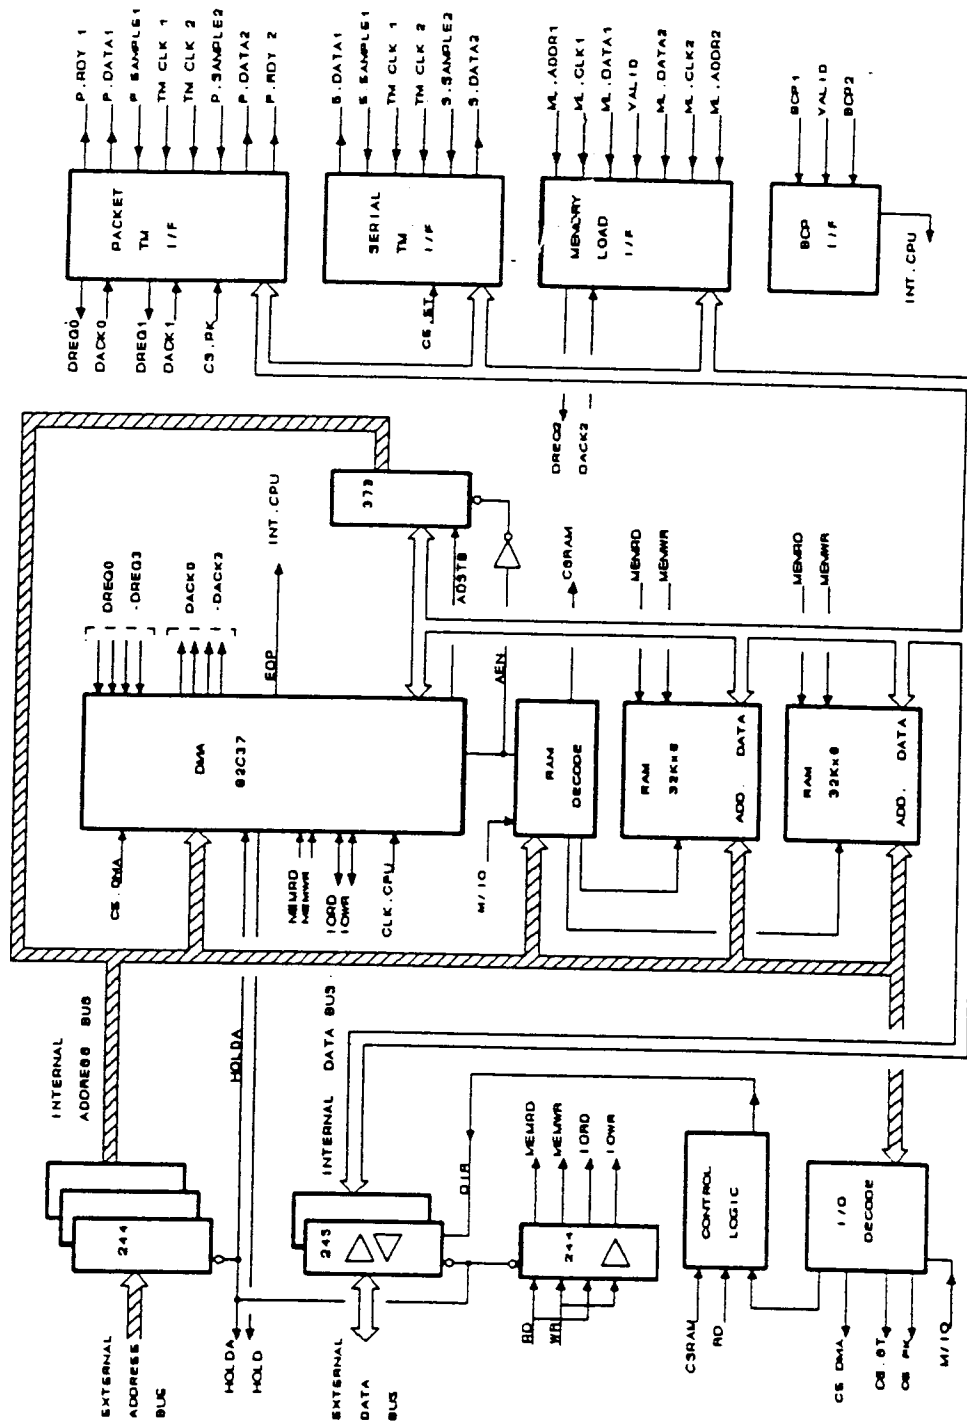 P.RDY 1
P.DATA1
P.SAMPLE1
TM CLK 1
TM CLK 2
P.SAMPLE2
P.DATA2
P.RDY 2
PACKET
TM
I/F
DREQ0
DACK0
DREQ1
DACK1
CS.PK
S.DATA1
S.SAMPLE1
TM CLK 1
TM CLK 2
S.SAMPLE2
S.DATA2
SERIAL
TM
I/F
CS.ST
ML.ADDR1
ML.CLK1
ML.DATA1
VALID
ML.DATA2
ML.CLK2
ML.ADDR2
MEMORY
LOAD
I/F
DREQ2
DACK2
BCP1
VALID
BCP2
BCP
I/F
INT.CPU
DREQ0
-DREQ3
DACK0
-DACK3
EOP
INT.CPU
373
ADSTB
AEN
DMA
82C37
CS.DMA
MEMRD
MEMWR
IORD
IOWR
CLK.CPU
M/IO
RAM
DECODE
CSRAM
MEMRD
MEMWR
RAM
32Kx8
ADD. DATA
MEMRD
MEMWR
RAM
32Kx8
ADD. DATA
INTERNAL
ADDRESS BUS
HOLDA
INTERNAL DATA BUS
244
EXTERNAL
ADDRESS
BUS
HOLDA
HOLD
245
DIR
EXTERNAL
DATA
BUS
MEMRD
MEMWR
IORD
IOWR
244
RD
WR
CONTROL
LOGIC
CSRAM
RD
I/O
DECODE
CS DMA
CS.ST
CS PK
M/IO